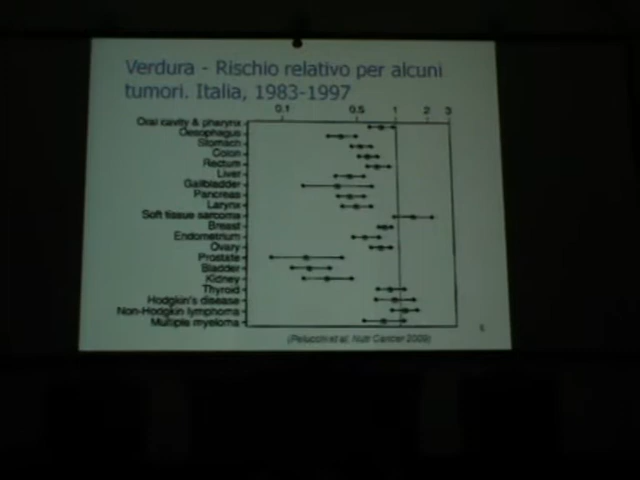 Verdura - Rischio relativo per alcuni
tumori. Italia, 1983-1997
0.1 0.5 1 2 3
Oral cavity & pharynx
Oesophagus
Stomach
Colon
Rectum
Liver
Gallbladder
Pancreas
Larynx
Soft tissue sarcoma
Breast
Endometrium
Ovary
Prostate
Bladder
Kidney
Thyroid
Hodgkin's disease
Non-Hodgkin lymphoma
Multiple myeloma
(Pelucchi et al, Nutr Cancer 2009)